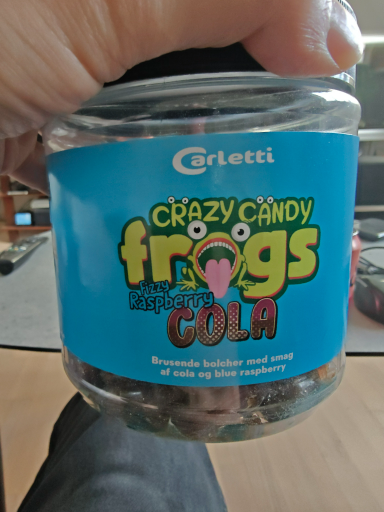 Carletti
CRAZY CANDY
frogs
Fizzy
Raspberry
COLA
Brusende bolcher med smag
af cola og blue raspberry